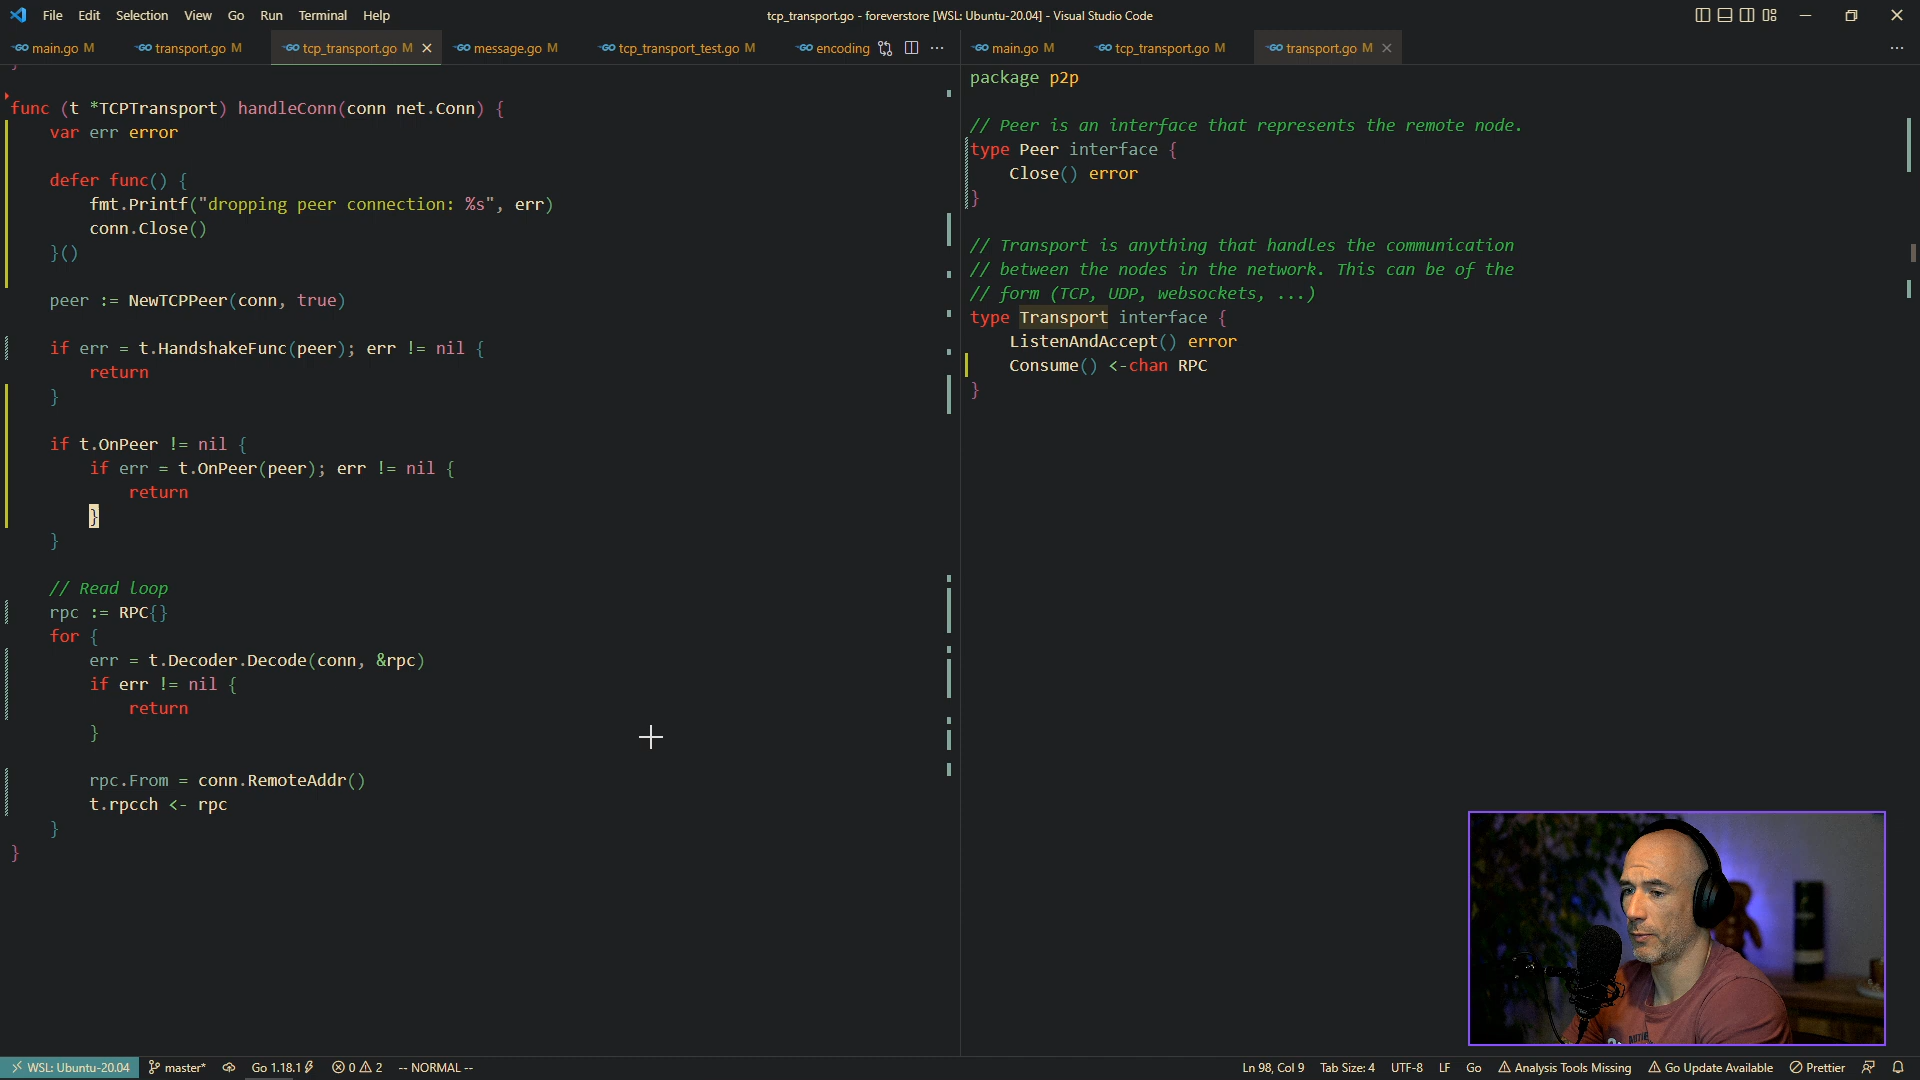 File Edit Selection View Go Run Terminal Help
tcp_transport.go - foreverstore [WSL: Ubuntu-20.04] - Visual Studio Code
main.go M
transport.go M
tcp_transport.go M
message.go M
tcp_transport_test.go M
encoding
}
func (t *TCPTransport) handleConn(conn net.Conn) {
var err error
defer func() {
fmt.Printf("dropping peer connection: %s", err)
conn.Close()
}()
peer := NewTCPPeer(conn, true)
if err = t.HandshakeFunc(peer); err != nil {
return
}
if t.OnPeer != nil {
if err = t.OnPeer(peer); err != nil {
return
}
}
// Read loop
rpc := RPC{}
for {
err = t.Decoder.Decode(conn, &rpc)
if err != nil {
return
}
rpc.From = conn.RemoteAddr()
t.rpcch <- rpc
}
}
main.go M
tcp_transport.go M
transport.go M
package p2p
// Peer is an interface that represents the remote node.
type Peer interface {
Close() error
}
// Transport is anything that handles the communication
// between the nodes in the network. This can be of the
// form (TCP, UDP, websockets, ...)
type Transport interface {
ListenAndAccept() error
Consume() <-chan RPC
}
WSL: Ubuntu-20.04 master* Go 1.18.1 0 2 -- NORMAL --
Ln 98, Col 9 Tab Size: 4 UTF-8 LF Go Analysis Tools Missing Go Update Available Prettier